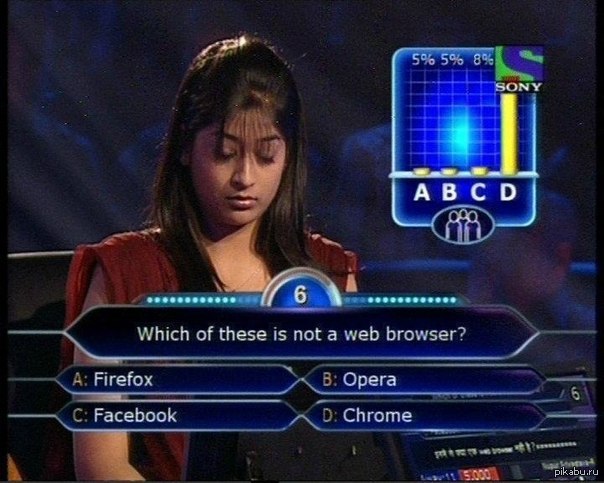 5% 5% 8%
SONY
A B C D
6
Which of these is not a web browser?
A: Firefox
B: Opera
C: Facebook
D: Chrome
6
5,000
pikabu.ru